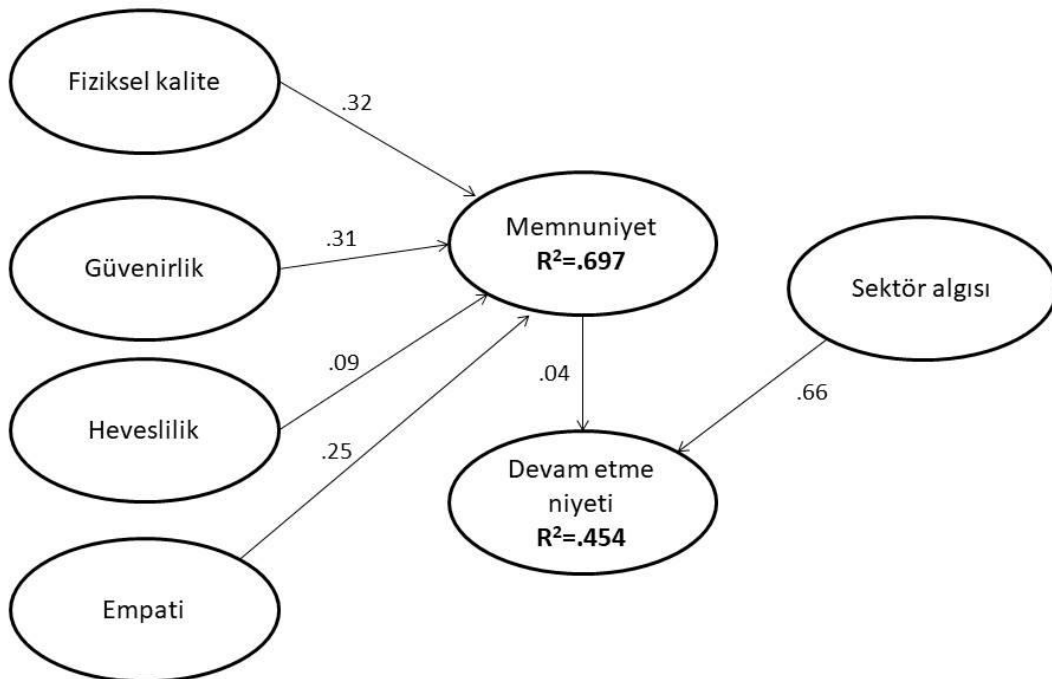 Fiziksel kalite
.32
Güvenirlik
.31
Heveslilik
.09
Empati
.25
Memnuniyet
R²=.697
.04
Devam etme
niyeti
R²=.454
Sektör algısı
.66